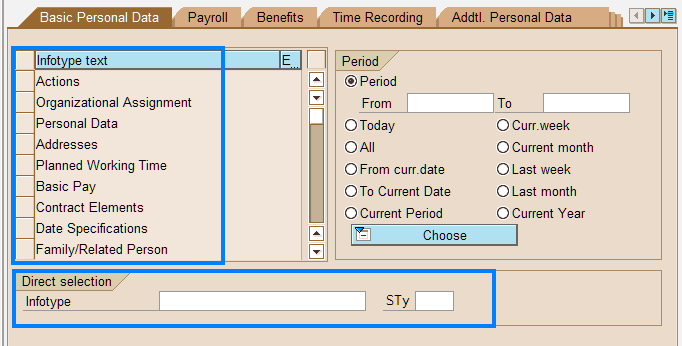 Basic Personal Data Payroll Benefits Time Recording Addtl. Personal Data
Infotype text E...
Actions
Organizational Assignment
Personal Data
Addresses
Planned Working Time
Basic Pay
Contract Elements
Date Specifications
Family/Related Person
Period
Period
From To
Today Curr.week
All Current month
From curr.date Last week
To Current Date Last month
Current Period Current Year
Choose
Direct selection
Infotype STy